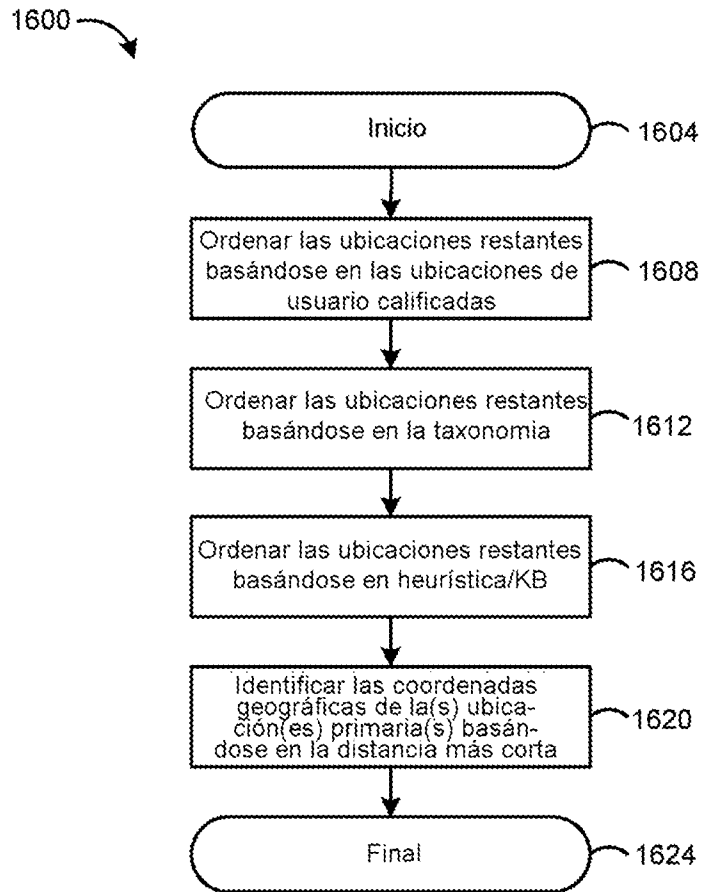 1600
Inicio
1604
Ordenar las ubicaciones restantes
basándose en las ubicaciones de
usuario calificadas
1608
Ordenar las ubicaciones restantes
basándose en la taxonomia
1612
Ordenar las ubicaciones restantes
basándose en heurística/KB
1616
Identificar las coordenadas
geográficas de la(s) ubica-
ción(es) primaria(s) basán-
dose en la distancia más corta
1620
Final
1624